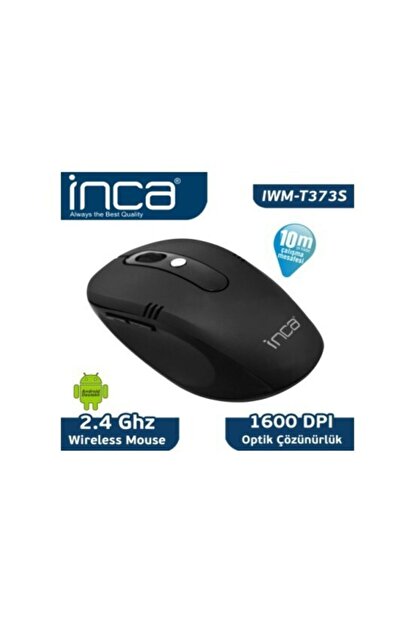 inca®
Always the Best Quality
IWM-T373S
10m
çalışma
mesafesi
inca
Android
2.4 Ghz
Wireless Mouse
1600 DPI
Optik Çözünürlük